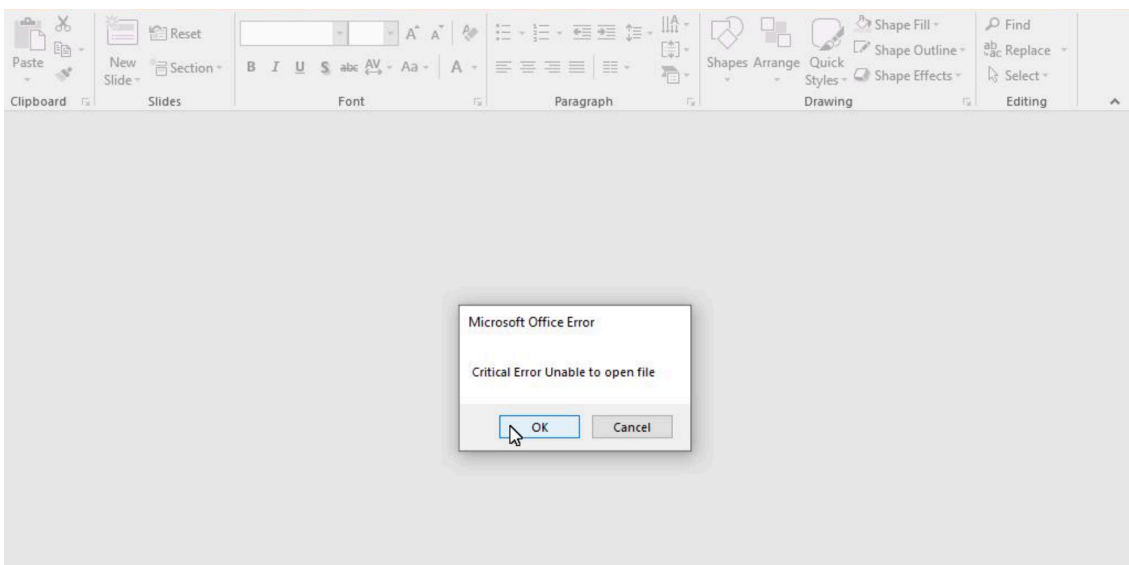 Paste
New
Slide
Reset
Section
B I U S abc AV Aa A
A A
Shapes Arrange Quick
Styles
Shape Fill
Shape Outline
Shape Effects
Find
Replace
Select
Clipboard Slides Font Paragraph Drawing Editing
Microsoft Office Error
Critical Error Unable to open file
OK Cancel